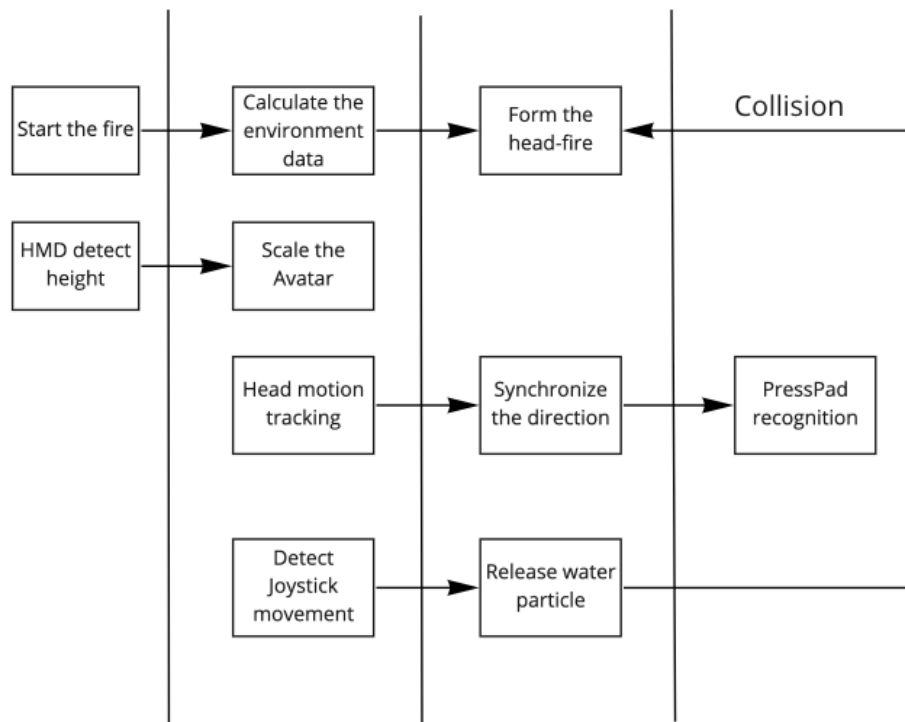 Start the fire
Calculate the
environment
data
Form the
head-fire
Collision
HMD detect
height
Scale the
Avatar
Head motion
tracking
Synchronize
the direction
PressPad
recognition
Detect
Joystick
movement
Release water
particle